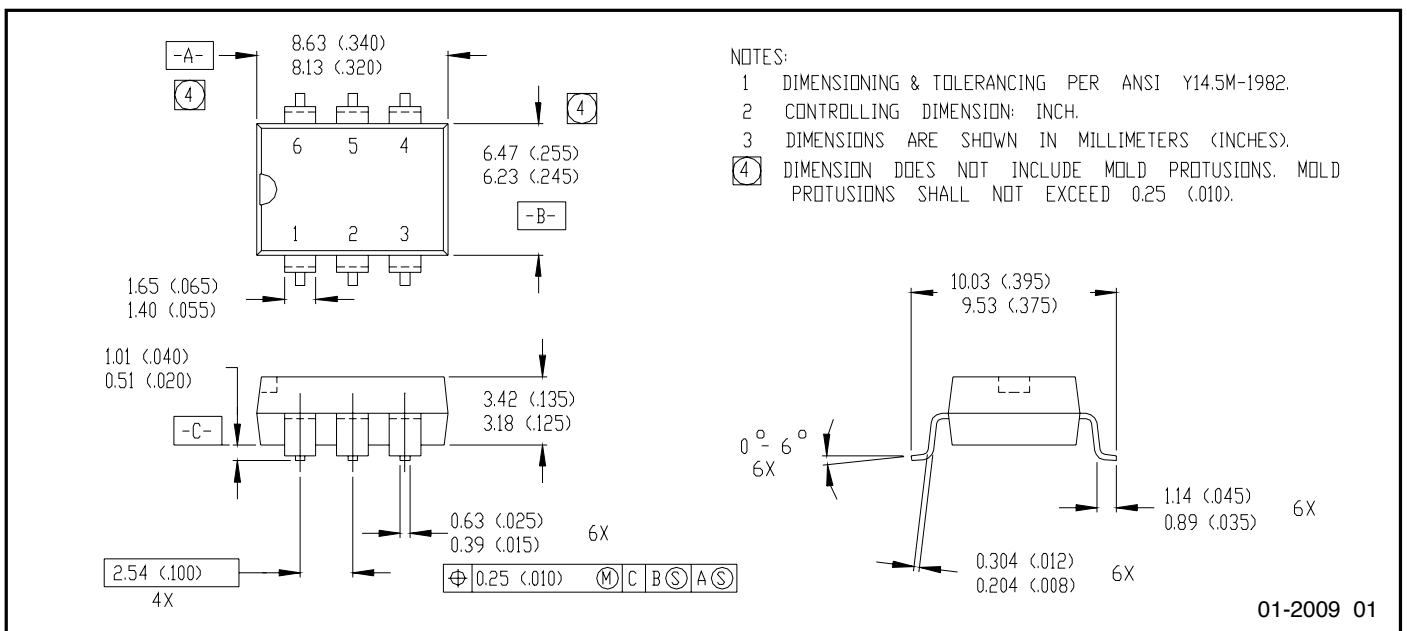 -A-
8.63 (.340)
8.13 (.320)
4
4
6 5 4
6.47 (.255)
6.23 (.245)
-B-
1 2 3
1.65 (.065)
1.40 (.055)
NOTES:
1 DIMENSIONING & TOLERANCING PER ANSI Y14.5M-1982.
2 CONTROLLING DIMENSION: INCH.
3 DIMENSIONS ARE SHOWN IN MILLIMETERS (INCHES).
4 DIMENSION DOES NOT INCLUDE MOLD PROTUSIONS. MOLD
PROTUSIONS SHALL NOT EXCEED 0.25 (.010).
1.01 (.040)
0.51 (.020)
-C-
3.42 (.135)
3.18 (.125)
0.63 (.025)
0.39 (.015)
6X
2.54 (.100)
4X
⌖ 0.25 (.010) Ⓜ C B Ⓢ A Ⓢ
10.03 (.395)
9.53 (.375)
0°- 6°
6X
1.14 (.045)
0.89 (.035)
6X
0.304 (.012)
0.204 (.008)
6X
01-2009 01